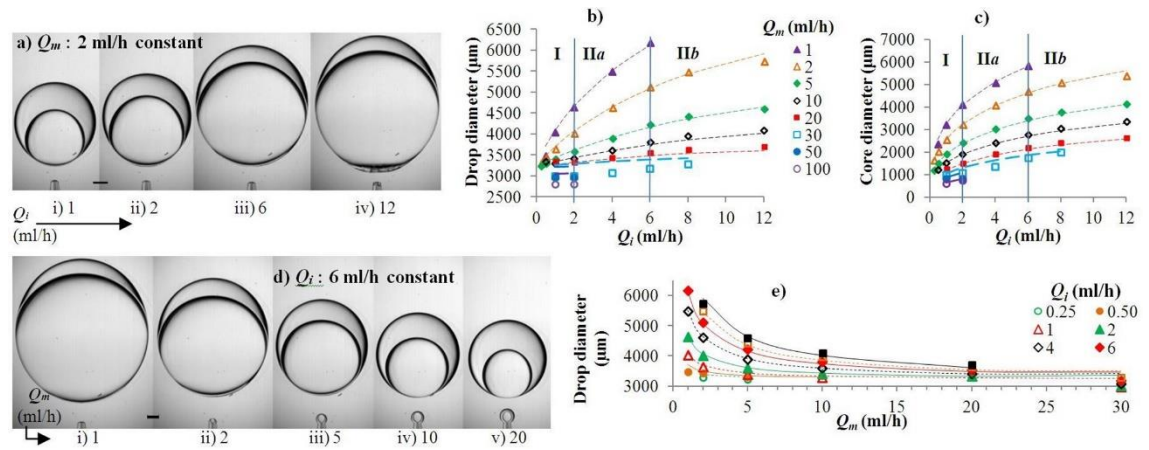 a) Qm : 2 ml/h constant
i) 1
ii) 2
iii) 6
iv) 12
Qi
(ml/h)
b)
Drop diameter (µm)
6500
6000
5500
5000
4500
4000
3500
3000
2500
0
2
4
6
8
10
12
Qi (ml/h)
I
IIa
IIb
Qm (ml/h)
1
2
5
10
20
30
50
100
c)
Core diameter (µm)
7000
6000
5000
4000
3000
2000
1000
0
0
2
4
6
8
10
12
Qi (ml/h)
I
IIa
IIb
d) Qi : 6 ml/h constant
Qm
(ml/h)
i) 1
ii) 2
iii) 5
iv) 10
v) 20
e)
Drop diameter
(µm)
6000
5000
4000
3000
0
5
10
15
20
25
30
Qm (ml/h)
Qi (ml/h)
0.25
0.50
1
2
4
6